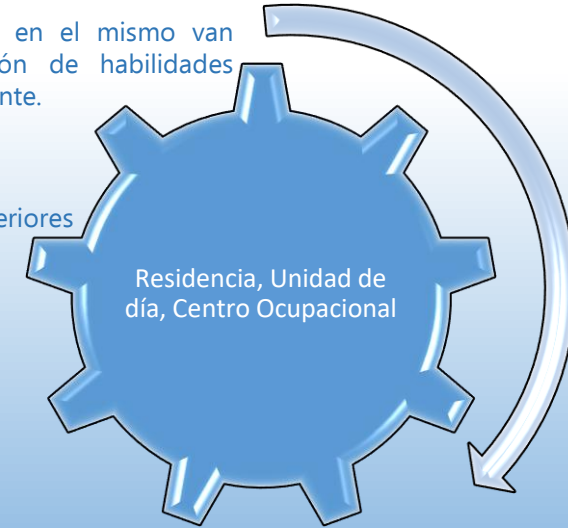 en el mismo van
ón de habilidades
nte.
eriores
Residencia, Unidad de
día, Centro Ocupacional